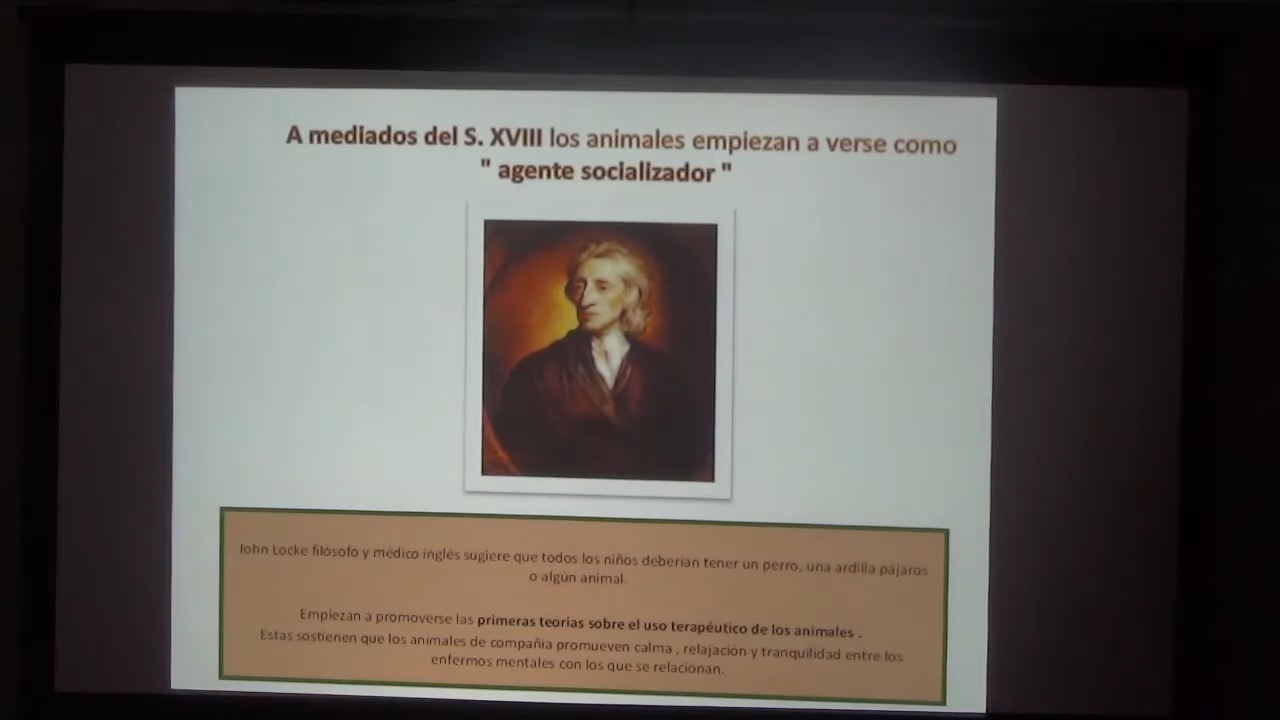 A mediados del S. XVIII los animales empiezan a verse como
" agente socializador "
John Locke filósofo y médico inglés sugiere que todos los niños deberían tener un perro, una ardilla pájaros
o algún animal.
Empiezan a promoverse las primeras teorías sobre el uso terapéutico de los animales .
Estas sostienen que los animales de compañia promueven calma , relajación y tranquilidad entre los
enfermos mentales con los que se relacionan.